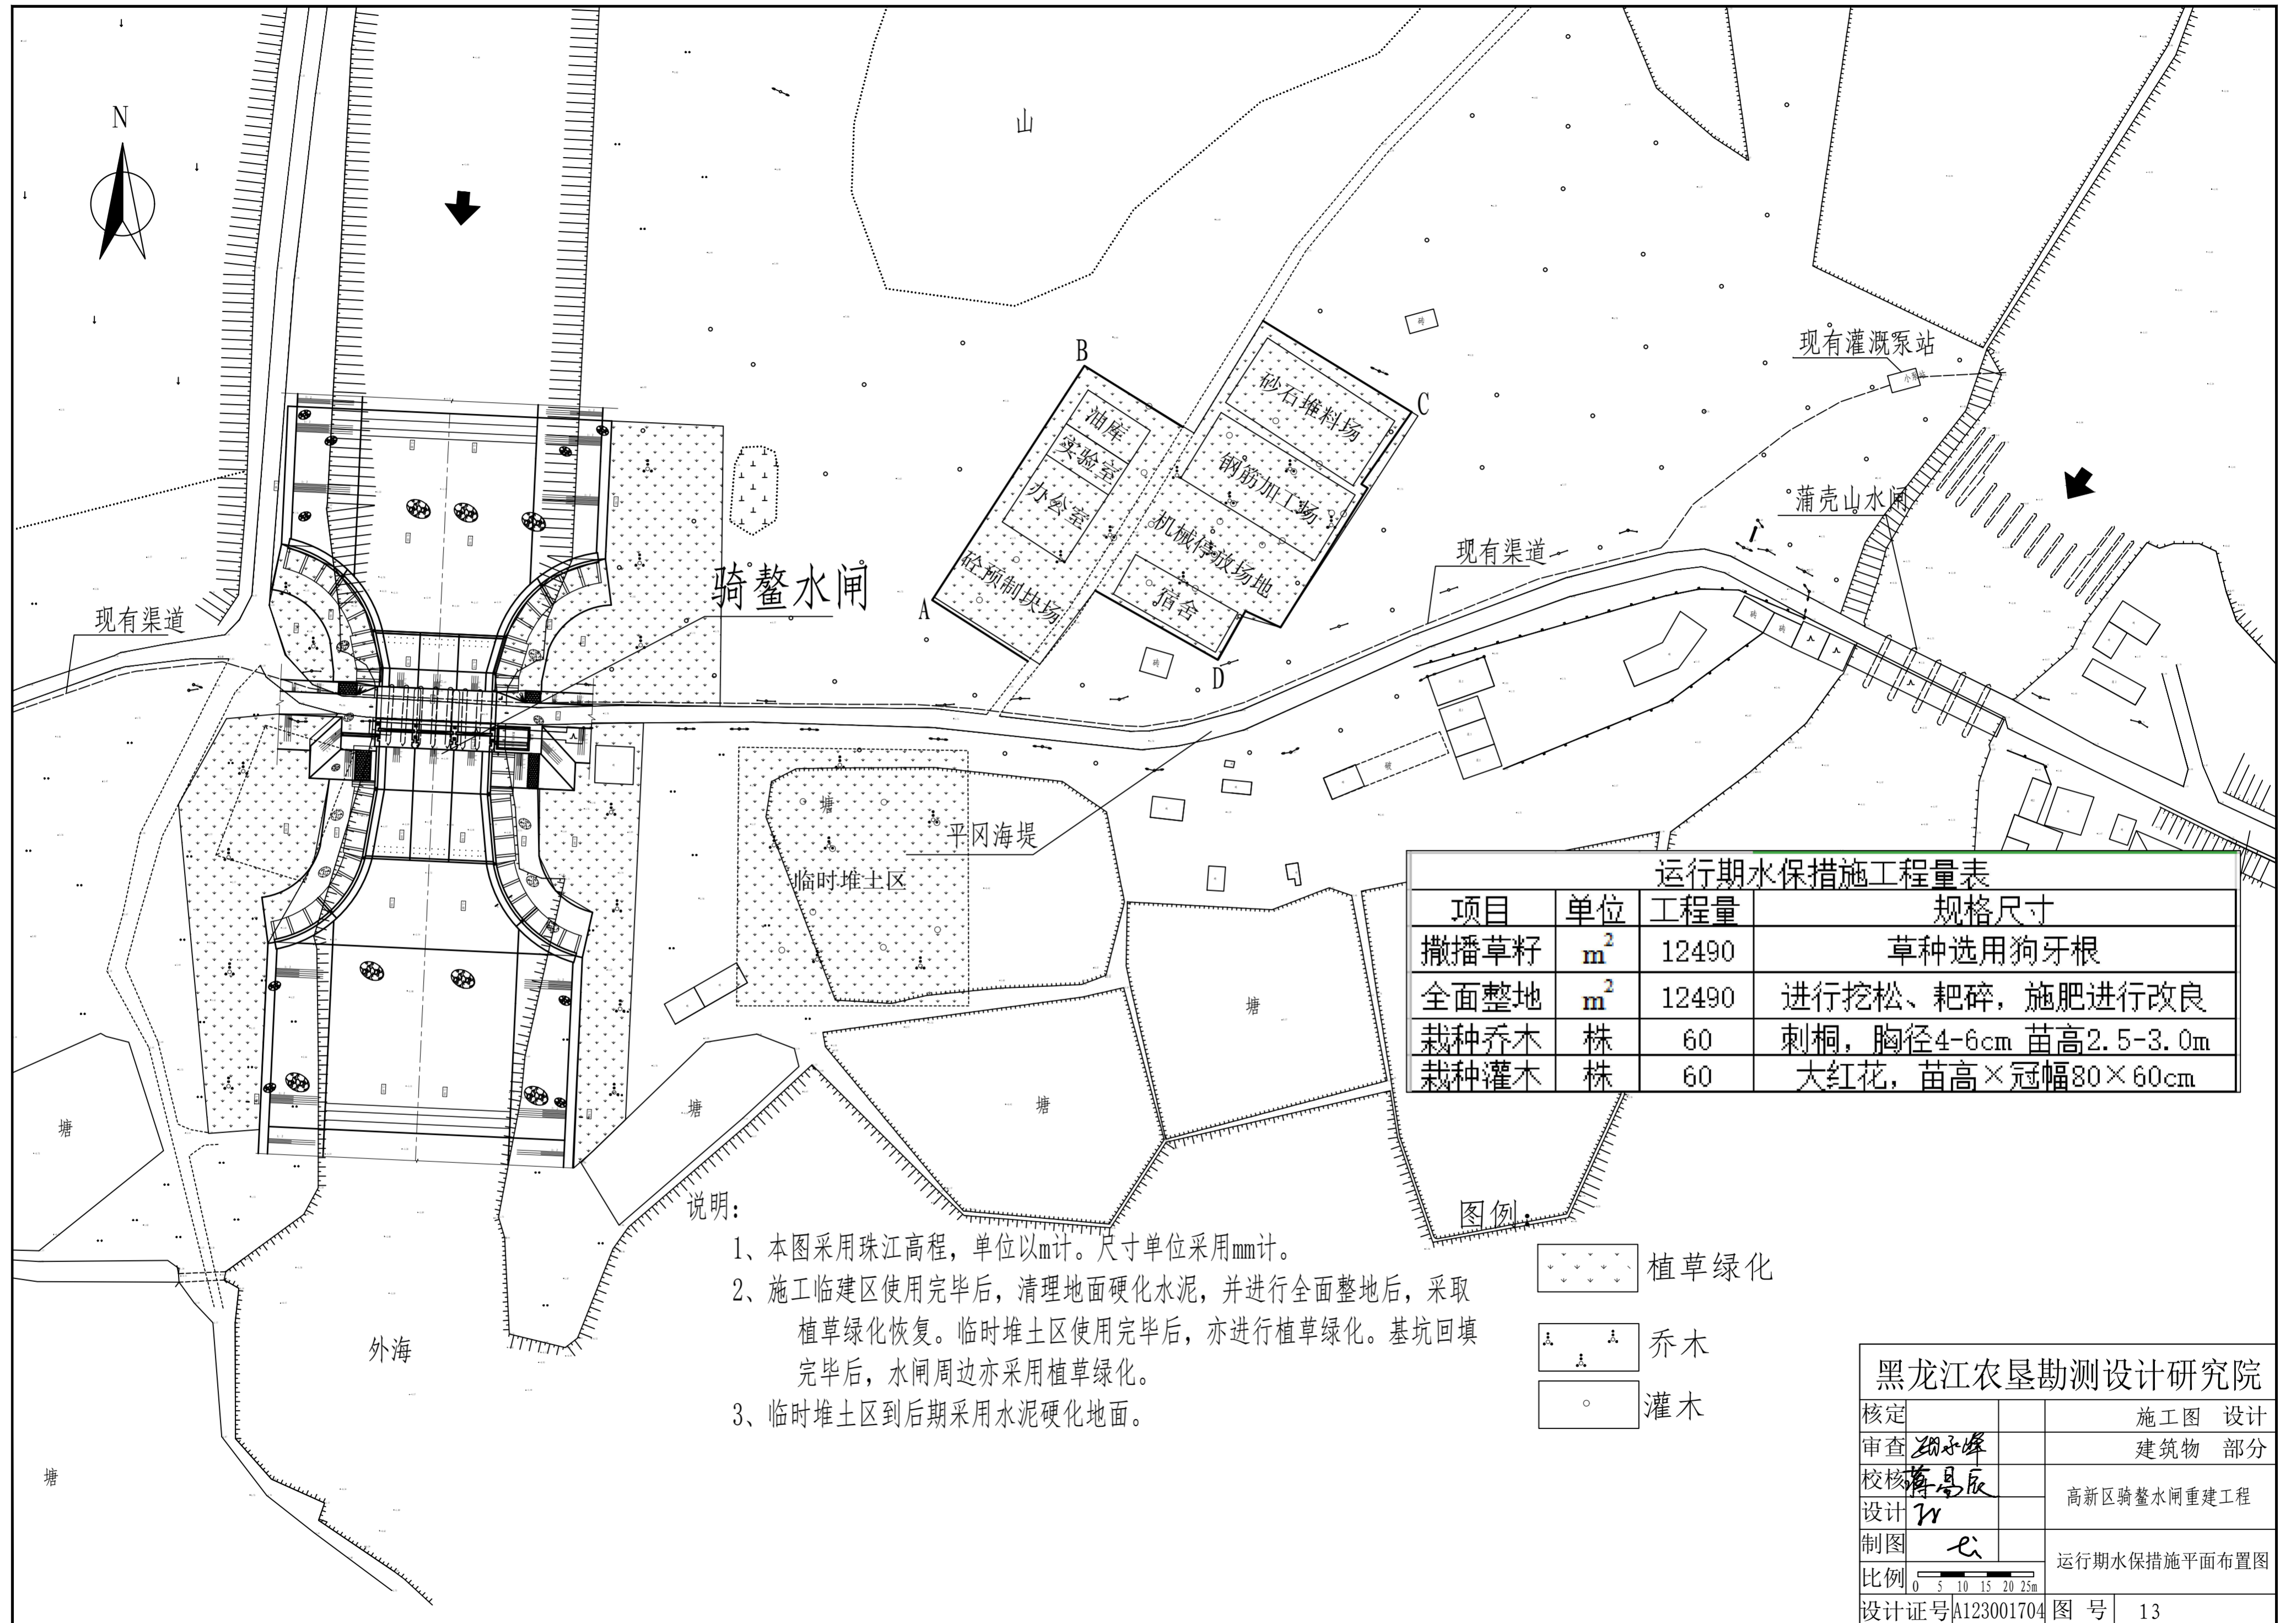 N
山
B
C
A
D
油库
实验室
办公室
砼预制块场
砂石堆料场
钢筋加工场
机械停放场地
宿舍
砖
砖
现有灌溉泵站
小泵站
蒲壳山水闸
现有渠道
现有渠道
骑鳌水闸
砖
砖
破
塘
临时堆土区
平冈海堤
塘
塘
塘
塘
塘
外海
运行期水保措施工程量表
项目 单位 工程量 规格尺寸
撒播草籽 m² 12490 草种选用狗牙根
全面整地 m² 12490 进行挖松、耙碎，施肥进行改良
栽种乔木 株 60 刺桐，胸径4-6cm 苗高2.5-3.0m
栽种灌木 株 60 大红花，苗高×冠幅80×60cm
说明：
1、本图采用珠江高程，单位以m计。尺寸单位采用mm计。
2、施工临建区使用完毕后，清理地面硬化水泥，并进行全面整地后，采取
植草绿化恢复。临时堆土区使用完毕后，亦进行植草绿化。基坑回填
完毕后，水闸周边亦采用植草绿化。
3、临时堆土区到后期采用水泥硬化地面。
图例：
植草绿化
乔木
灌木
黑龙江农垦勘测设计研究院
核定 施工图 设计
审查 建筑物 部分
校核
高新区骑鳌水闸重建工程
设计
制图
运行期水保措施平面布置图
比例 0 5 10 15 20 25m
设计证号 A123001704 图 号 13